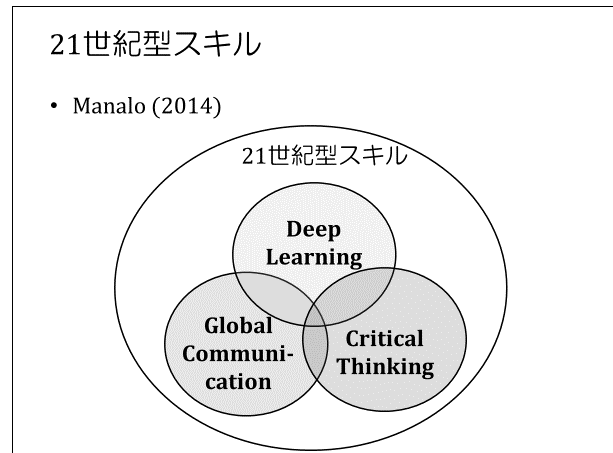 21世紀型スキル
• Manalo (2014)
21世紀型スキル
Deep
Learning
Global
Communi-
cation
Critical
Thinking